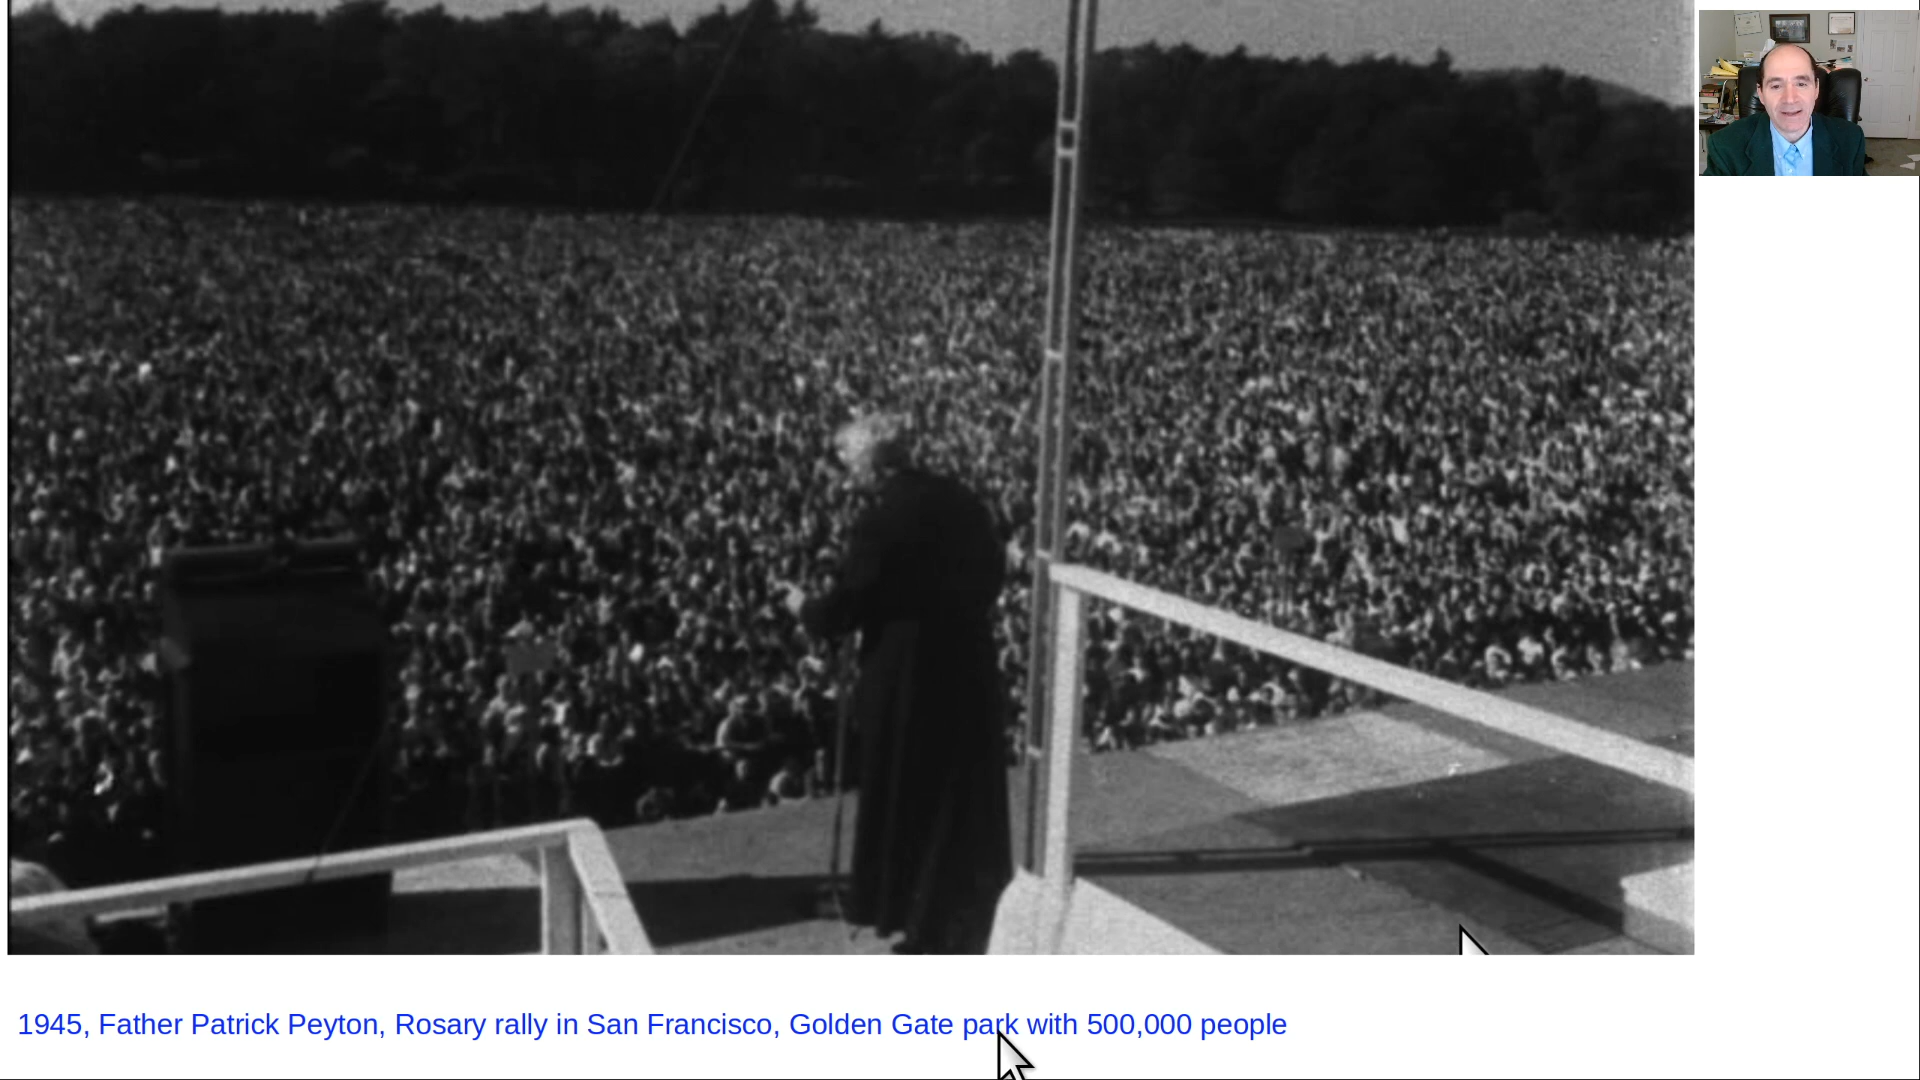 1945, Father Patrick Peyton, Rosary rally in San Francisco, Golden Gate park with 500,000 people